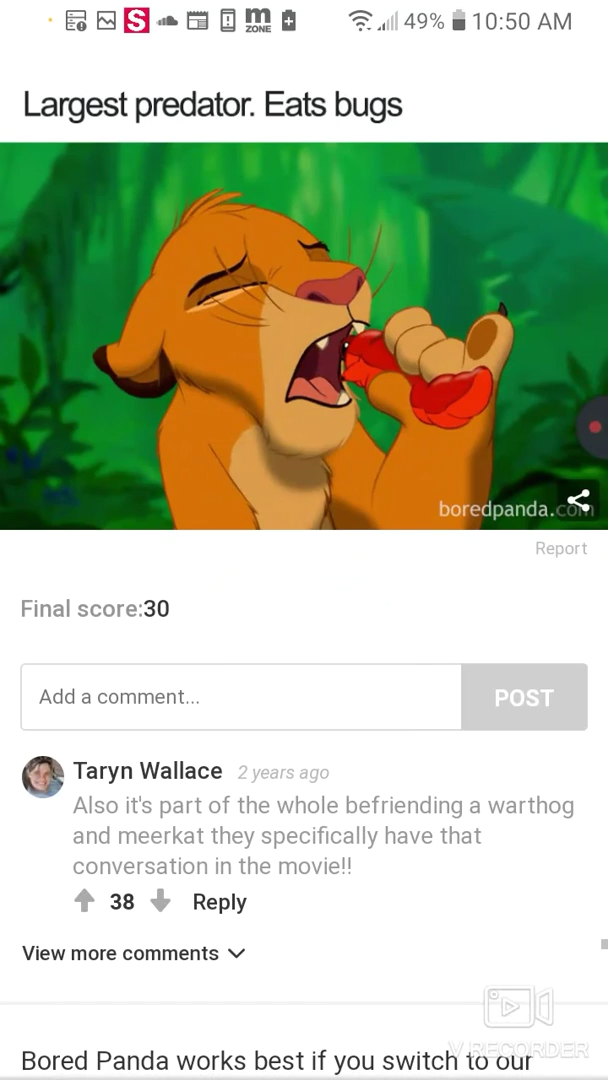 S
m
ZONE
49%
10:50 AM
Largest predator. Eats bugs
boredpanda.com
Report
Final score:30
Add a comment...
POST
Taryn Wallace 2 years ago
Also it's part of the whole befriending a warthog
and meerkat they specifically have that
conversation in the movie!!
38 Reply
View more comments
V RECORDER
Bored Panda works best if you switch to our